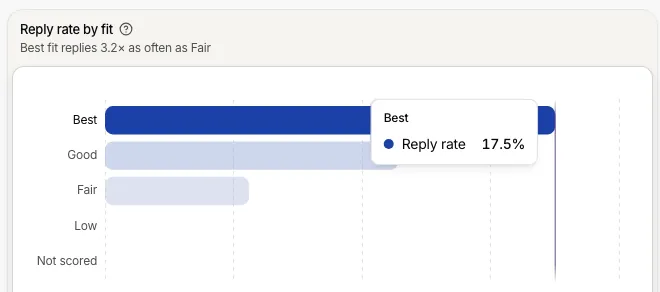 Reply rate by fit
Best fit replies 3.2× as often as Fair
Best
Best
Reply rate 17.5%
Good
Fair
Low
Not scored